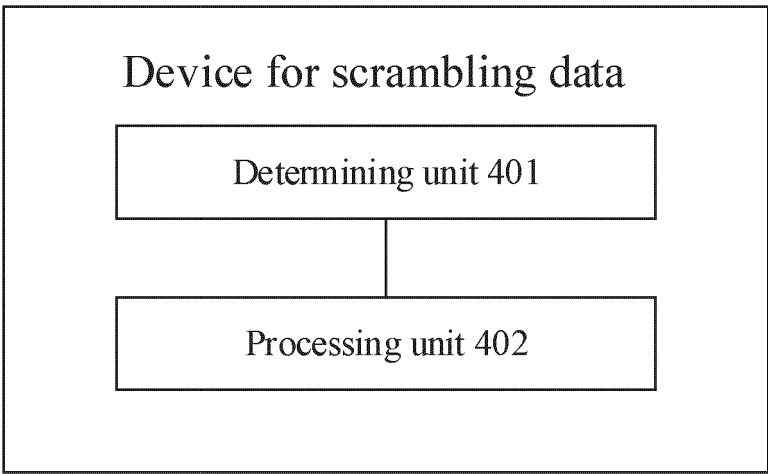 Device for scrambling data
Determining unit 401
Processing unit 402